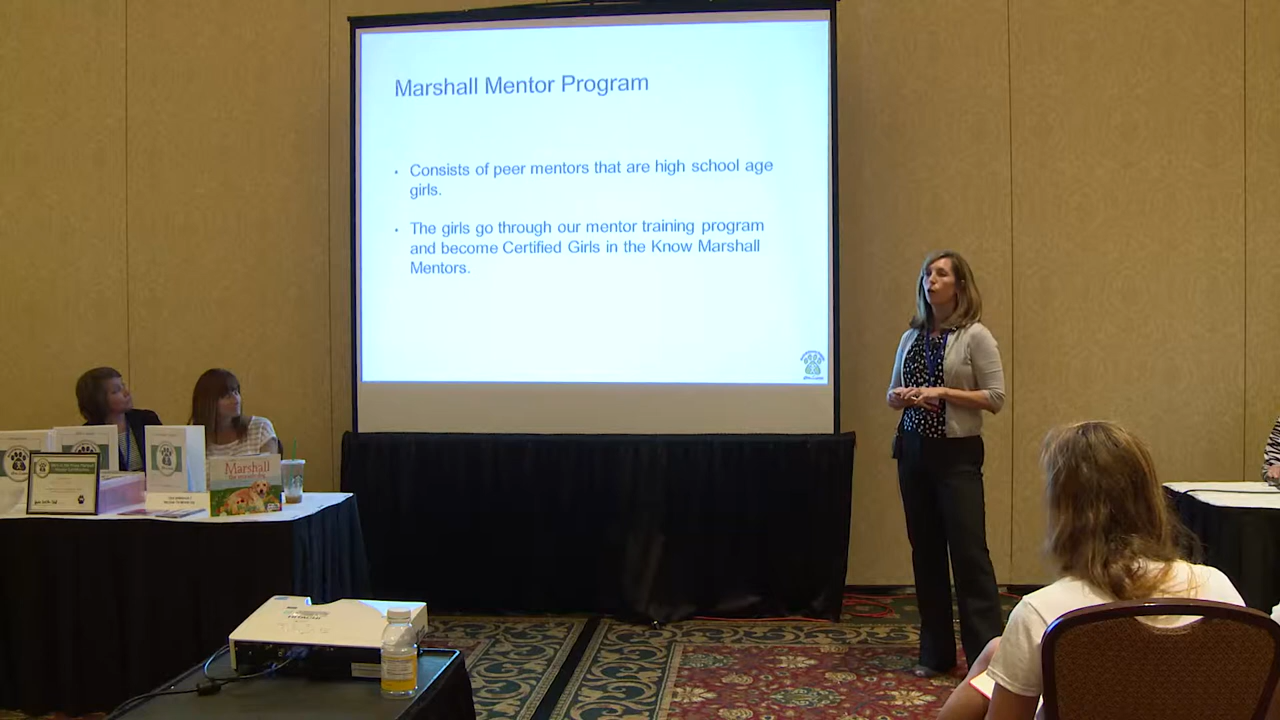 Marshall Mentor Program
• Consists of peer mentors that are high school age
girls.
• The girls go through our mentor training program
and become Certified Girls in the Know Marshall
Mentors.
Marshall